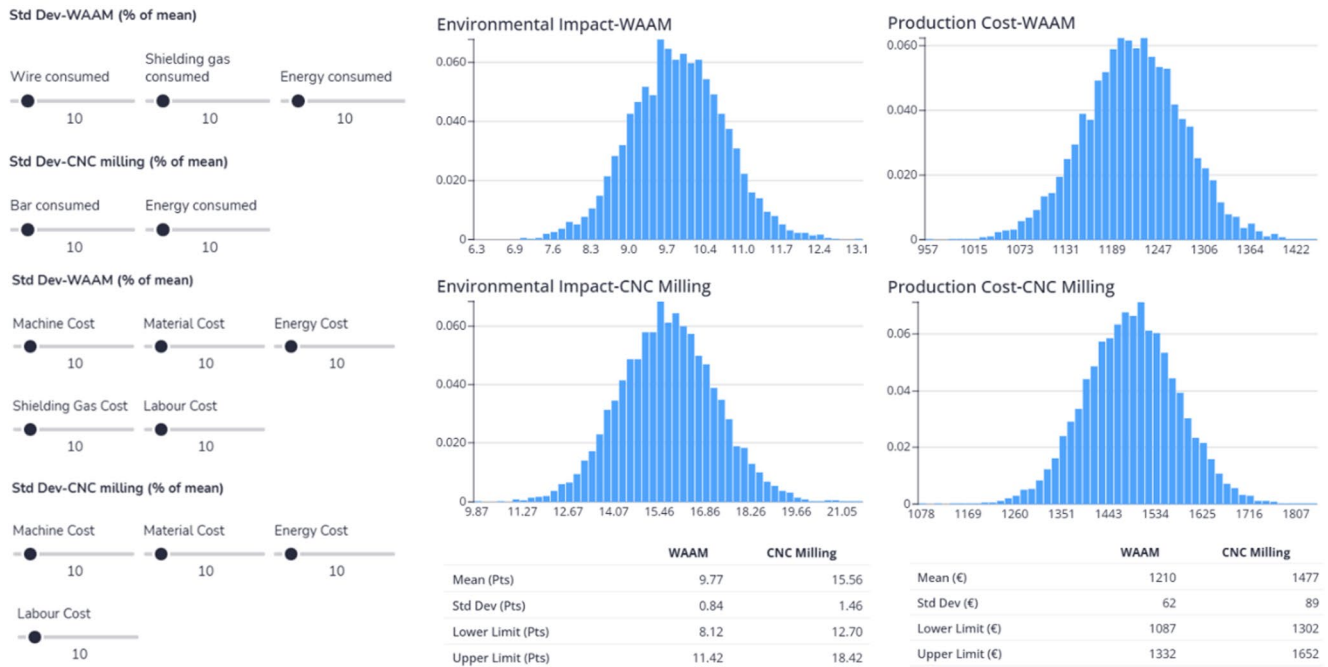 Std Dev-WAAM (% of mean)
Wire consumed
Shielding gas
consumed
Energy consumed
10 10 10
Std Dev-CNC milling (% of mean)
Bar consumed Energy consumed
10 10
Std Dev-WAAM (% of mean)
Machine Cost Material Cost Energy Cost
10 10 10
Shielding Gas Cost Labour Cost
10 10
Std Dev-CNC milling (% of mean)
Machine Cost Material Cost Energy Cost
10 10 10
Labour Cost
10
Environmental Impact-WAAM
0.060
0.040
0.020
0
6.3 6.9 7.6 8.3 9.0 9.7 10.4 11.0 11.7 12.4 13.1
Production Cost-WAAM
0.060
0.040
0.020
0
957 1015 1073 1131 1189 1247 1306 1364 1422
Environmental Impact-CNC Milling
0.060
0.040
0.020
0
9.87 11.27 12.67 14.07 15.46 16.86 18.26 19.66 21.05
Production Cost-CNC Milling
0.06
0.04
0.02
0
1078 1169 1260 1351 1443 1534 1625 1716 1807
WAAM CNC Milling
Mean (Pts) 9.77 15.56
Std Dev (Pts) 0.84 1.46
Lower Limit (Pts) 8.12 12.70
Upper Limit (Pts) 11.42 18.42
WAAM CNC Milling
Mean (€) 1210 1477
Std Dev (€) 62 89
Lower Limit (€) 1087 1302
Upper Limit (€) 1332 1652